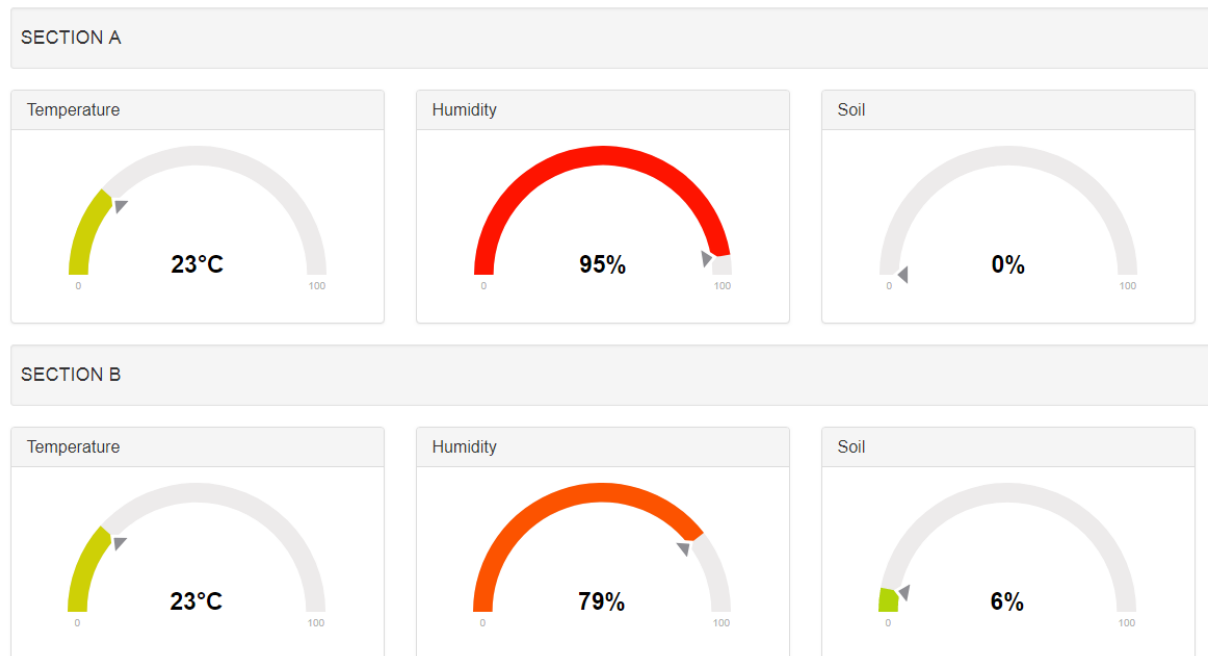 SECTION A
Temperature
Humidity
Soil
23°C
95%
0%
0
100
0
100
0
100
SECTION B
Temperature
Humidity
Soil
23°C
79%
6%
0
100
0
100
0
100